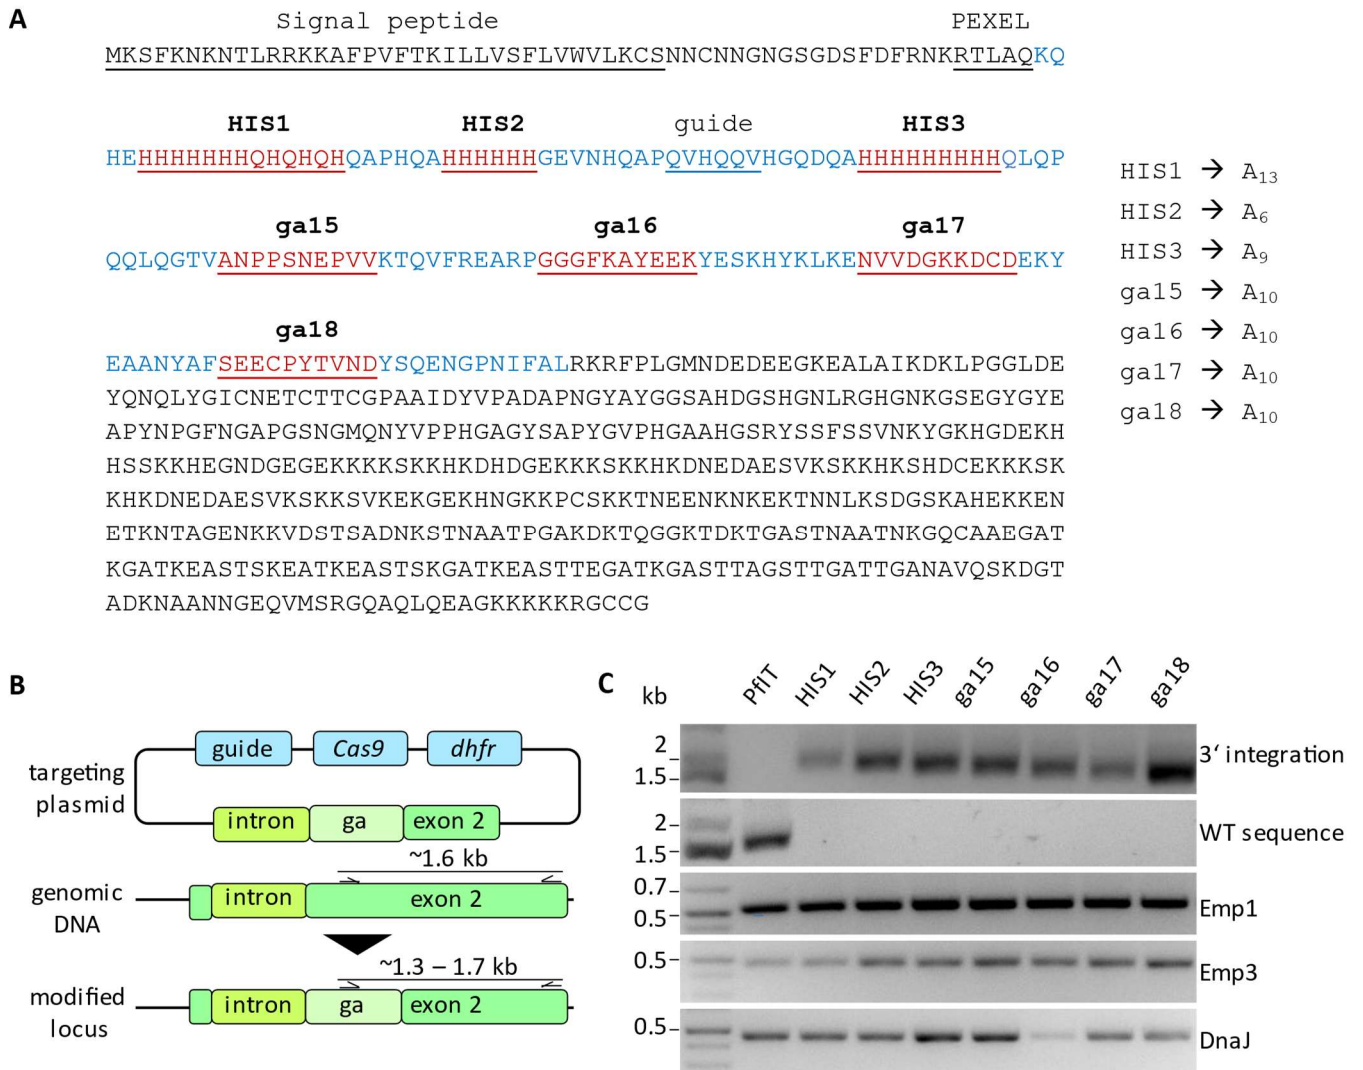 A
Signal peptide PEXEL
MKSFKNKNTLRRKKAFPVFTKILLVSFLVWVLKCSNNCNNGNGSGDSFDFRNKRTLAQKQ
HIS1 HIS2 guide HIS3
HEHHHHHHHQHQHQHQAPHQAHHHHHHGEVNHQAPQVHQQVHGQDQAHHHHHHHHHQLQP
ga15 ga16 ga17
QQLQGTVANPPSNEPVVKTQVFREARPGGGFKAYEEKYESKHYKLKENVVDGKKDCDEKY
ga18
EAANYAFSEECPYTVNDYSQENGPNIFALRKRFPLGMNDEDEEGKEALAIKDKLPGGLDE
YQNQLYGICNETCTTCGPAAIDYVPADAPNGYAYGGSAHDGSHGNLRGHGNKGSEGYGYE
APYNPGFNGAPGSNGMQNYVPPHGAGYSAPYGVPHGAAHGSRYSSFSSVNKYGKHGDEKH
HSSKKHEGNDGEGEKKKKSKKHKDHDGEKKKSKKHKDNEDAESVKSKKHKSHDCEKKKSK
KHKDNEDAESVKSKKSVKEKGEKHNGKKPCSKKTNEENKNKEKTNNLKSDGSKAHEKKEN
ETKNTAGENKKVDSTSADNKSTNAATPGAKDKTQGGKTDKTGASTNAATNKGQCAAEGAT
KGATKEASTSKEATKEASTSKGATKEASTTEGATKGASTTAGSTTGATTGANAVQSKDGT
ADKNAANNGEQVMSRGQAQLQEAGKKKKKRGCCG
HIS1 → A13
HIS2 → A6
HIS3 → A9
ga15 → A10
ga16 → A10
ga17 → A10
ga18 → A10
B
guide Cas9 dhfr
targeting
plasmid
intron ga exon 2
~1.6 kb
genomic
DNA
intron exon 2
~1.3 – 1.7 kb
modified
locus
intron ga exon 2
C
kb PfIT HIS1 HIS2 HIS3 ga15 ga16 ga17 ga18
2
1.5
3‘ integration
2
1.5
WT sequence
0.7
0.5
Emp1
0.5
Emp3
0.5
DnaJ